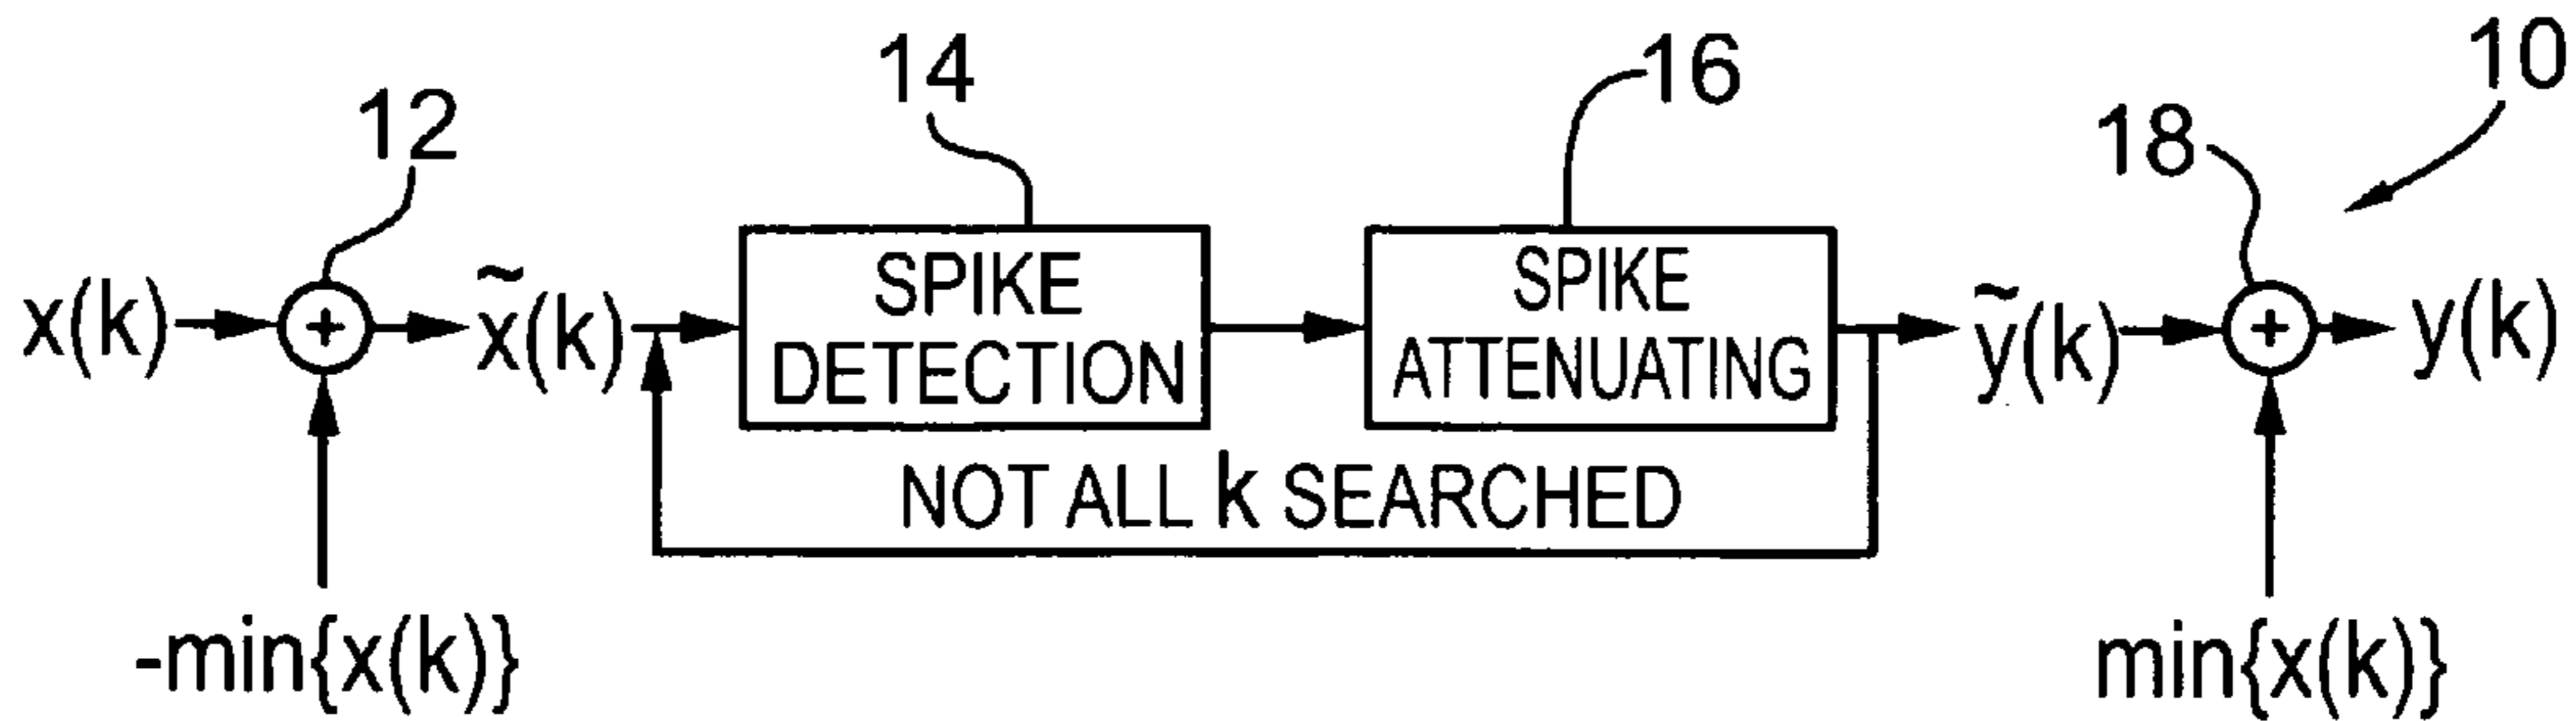 12
14
16
18
10
x(k)
+
x̃(k)
SPIKE
DETECTION
SPIKE
ATTENUATING
ỹ(k)
+
y(k)
NOT ALL k SEARCHED
-min{x(k)}
min{x(k)}